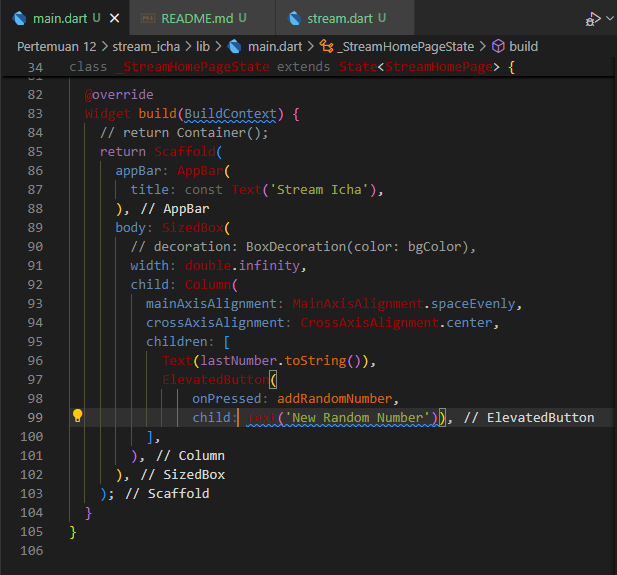 main.dart U
README.md U
stream.dart U
Pertemuan 12 > stream_icha > lib > main.dart > _StreamHomePageState > build
34 class _StreamHomePageState extends State<StreamHomePage> {
82 @override
83 Widget build(BuildContext) {
84 // return Container();
85 return Scaffold(
86 appBar: AppBar(
87 title: const Text('Stream Icha'),
88 ), // AppBar
89 body: SizedBox(
90 // decoration: BoxDecoration(color: bgColor),
91 width: double.infinity,
92 child: Column(
93 mainAxisAlignment: MainAxisAlignment.spaceEvenly,
94 crossAxisAlignment: CrossAxisAlignment.center,
95 children: [
96 Text(lastNumber.toString()),
97 ElevatedButton(
98 onPressed: addRandomNumber,
99 child: Text('New Random Number')), // ElevatedButton
100 ],
101 ), // Column
102 ), // SizedBox
103 ); // Scaffold
104 }
105 }
106